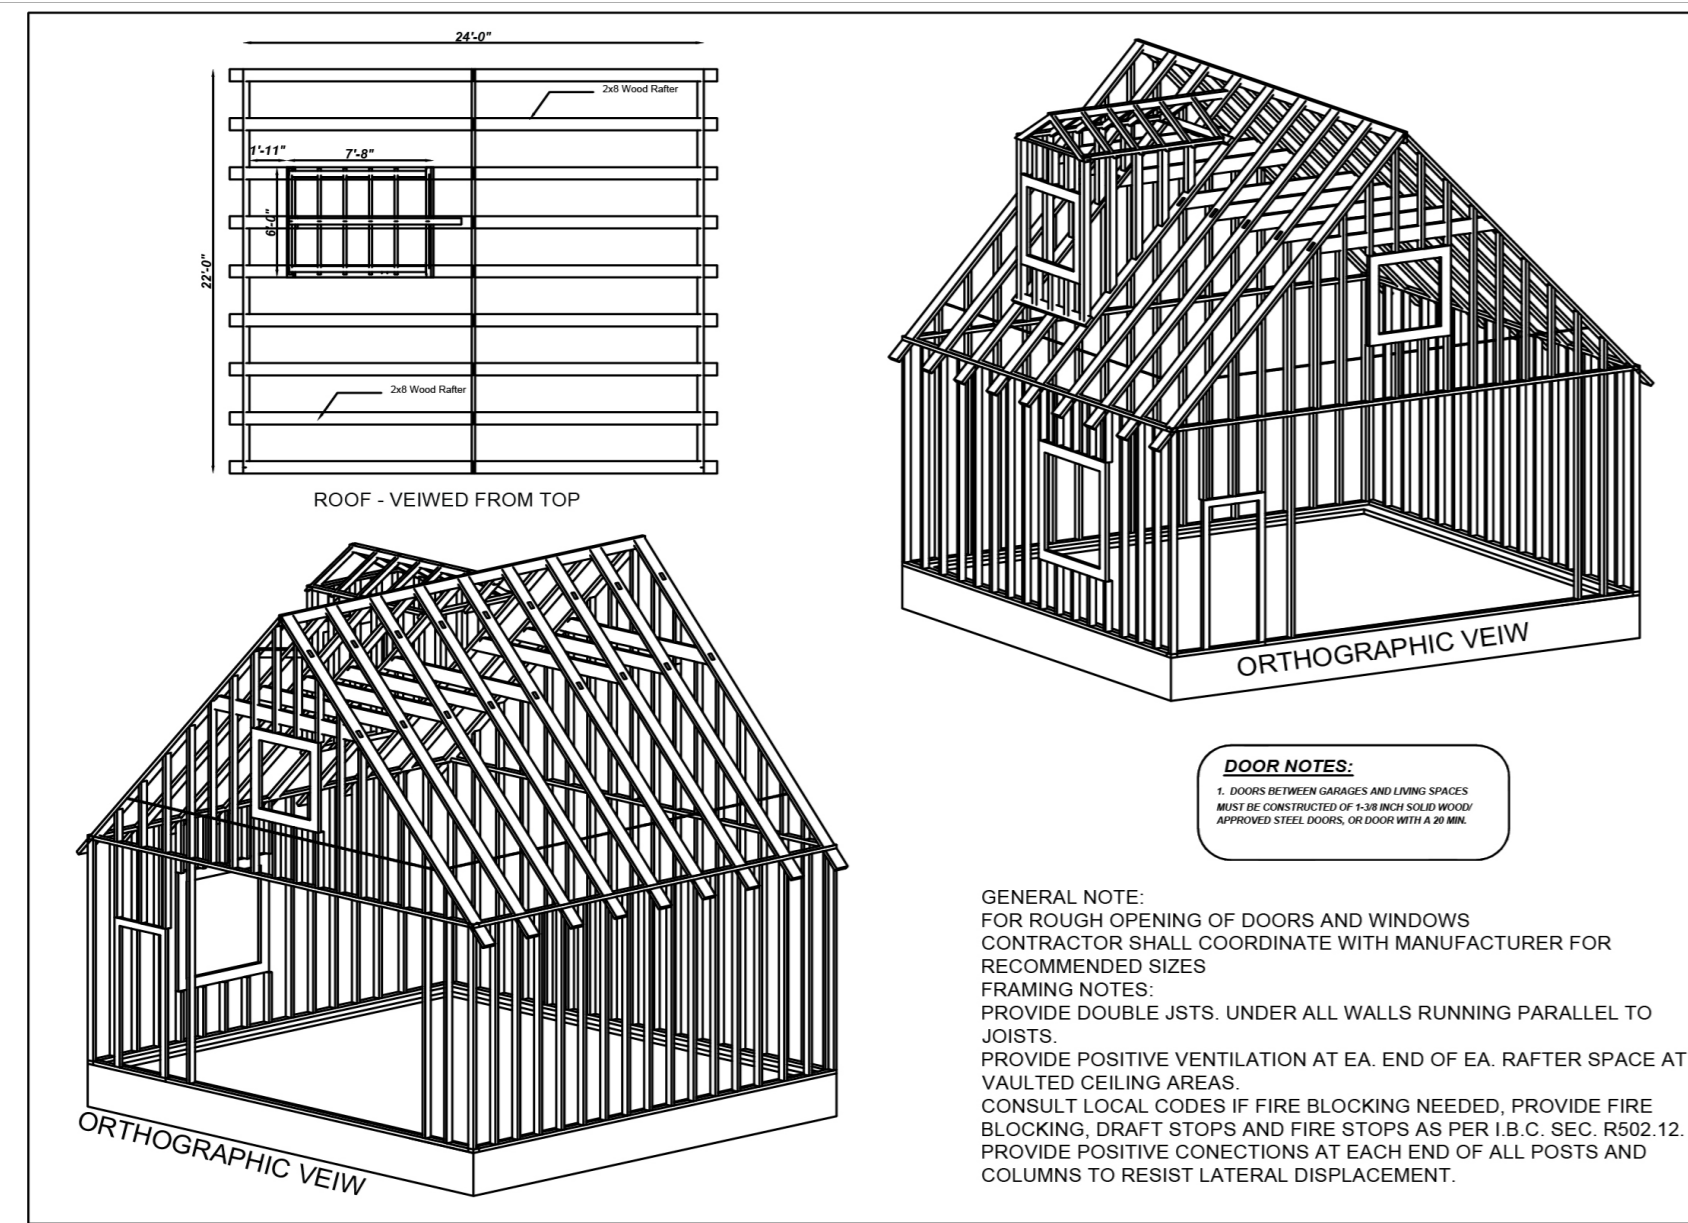 24'-0"
2x8 Wood Rafter
1'-11"
7'-8"
6'-0"
22'-0"
2x8 Wood Rafter
ROOF - VEIWED FROM TOP
ORTHOGRAPHIC VEIW
ORTHOGRAPHIC VEIW
DOOR NOTES:
1. DOORS BETWEEN GARAGES AND LIVING SPACES
MUST BE CONSTRUCTED OF 1-3/8 INCH SOLID WOOD/
APPROVED STEEL DOORS, OR DOOR WITH A 20 MIN.
GENERAL NOTE:
FOR ROUGH OPENING OF DOORS AND WINDOWS
CONTRACTOR SHALL COORDINATE WITH MANUFACTURER FOR
RECOMMENDED SIZES
FRAMING NOTES:
PROVIDE DOUBLE JSTS. UNDER ALL WALLS RUNNING PARALLEL TO
JOISTS.
PROVIDE POSITIVE VENTILATION AT EA. END OF EA. RAFTER SPACE AT
VAULTED CEILING AREAS.
CONSULT LOCAL CODES IF FIRE BLOCKING NEEDED, PROVIDE FIRE
BLOCKING, DRAFT STOPS AND FIRE STOPS AS PER I.B.C. SEC. R502.12.
PROVIDE POSITIVE CONECTIONS AT EACH END OF ALL POSTS AND
COLUMNS TO RESIST LATERAL DISPLACEMENT.